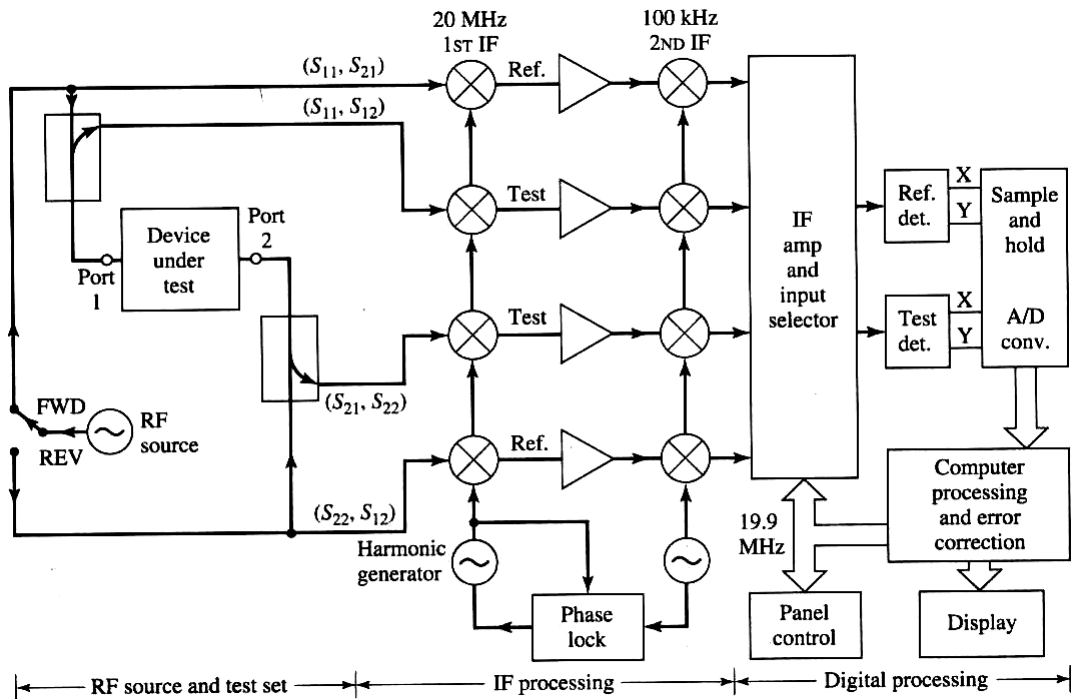 20 MHz
1ST IF
100 kHz
2ND IF
(S11, S21)
Ref.
(S11, S12)
Test
Port
2
Device
under
test
Port
1
Test
(S21, S22)
FWD
REV
RF
source
Ref.
(S22, S12)
Harmonic
generator
Phase
lock
IF
amp
and
input
selector
Ref.
det.
X
Y
Sample
and
hold
Test
det.
X
Y
A/D
conv.
19.9
MHz
Computer
processing
and error
correction
Panel
control
Display
RF source and test set
IF processing
Digital processing